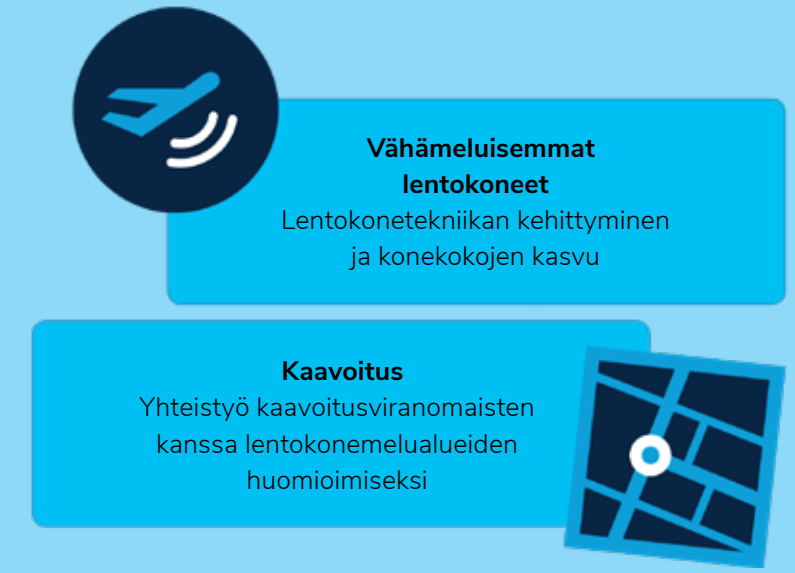 Vähämeluisemmat
lentokoneet
Lentokonetekniikan kehittyminen
ja konekokojen kasvu
Kaavoitus
Yhteistyö kaavoitusviranomaisten
kanssa lentokonemelualueiden
huomioimiseksi